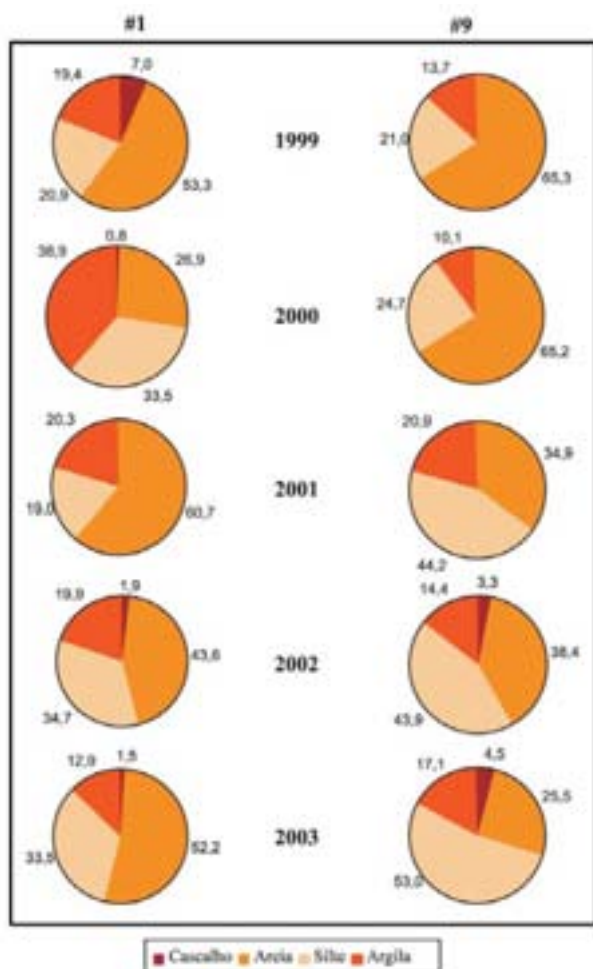 #1 #9
19,4 7,0 13,7
1999
20,9 53,3 21,0 65,3
38,9 0,8 26,9 10,1
2000
33,5 24,7 65,2
20,3 20,9 34,9
2001
19,0 60,7 44,2
19,9 1,9 14,4 3,3
2002
34,7 43,6 43,9 38,4
12,9 1,5 17,1 4,5 25,5
2003
33,5 52,2 53,0
Cascalho Areia Silte Argila